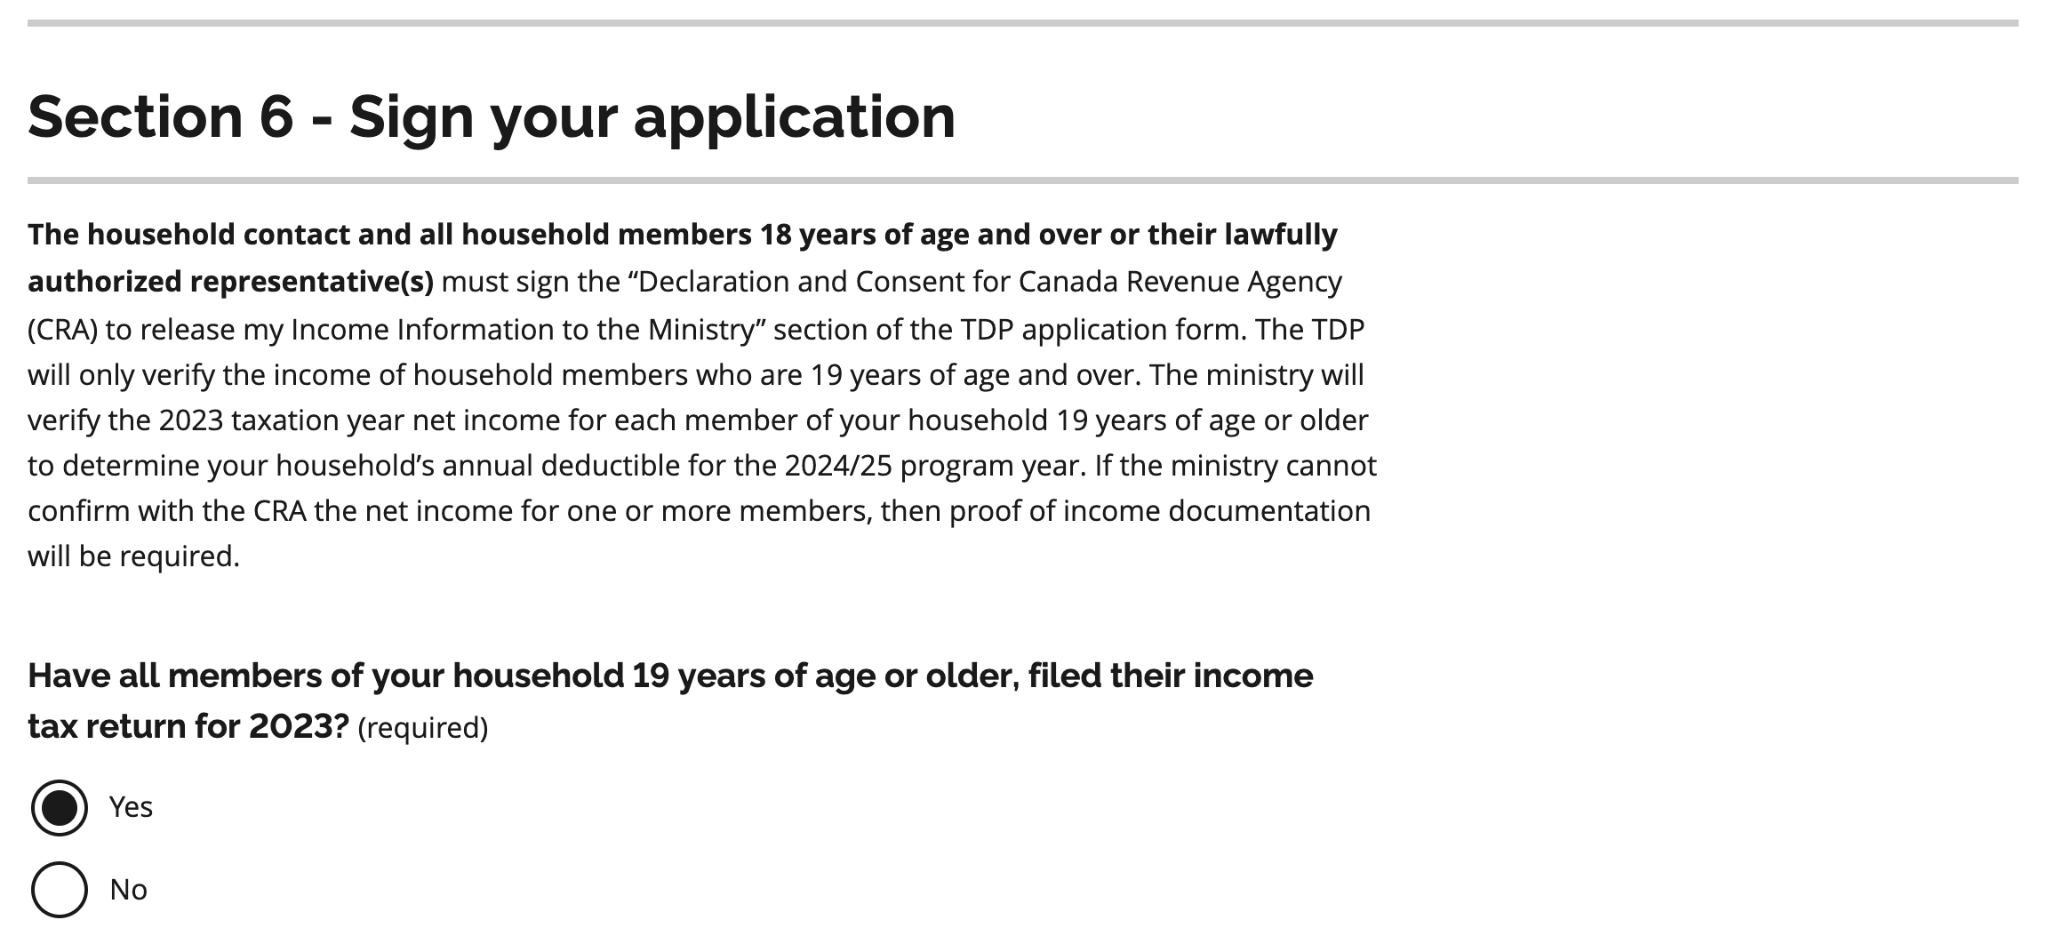 Section 6 - Sign your application
The household contact and all household members 18 years of age and over or their lawfully
authorized representative(s) must sign the “Declaration and Consent for Canada Revenue Agency
(CRA) to release my Income Information to the Ministry” section of the TDP application form. The TDP
will only verify the income of household members who are 19 years of age and over. The ministry will
verify the 2023 taxation year net income for each member of your household 19 years of age or older
to determine your household’s annual deductible for the 2024/25 program year. If the ministry cannot
confirm with the CRA the net income for one or more members, then proof of income documentation
will be required.
Have all members of your household 19 years of age or older, filed their income
tax return for 2023? (required)
Yes
No